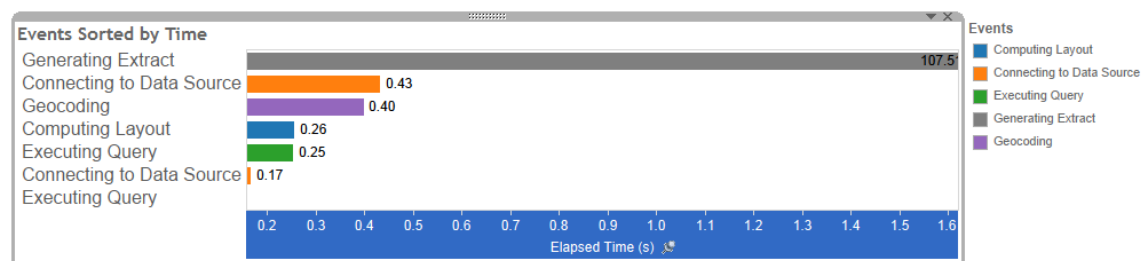 Events Sorted by Time
Generating Extract 107.51
Connecting to Data Source 0.43
Geocoding 0.40
Computing Layout 0.26
Executing Query 0.25
Connecting to Data Source 0.17
Executing Query
0.2 0.3 0.4 0.5 0.6 0.7 0.8 0.9 1.0 1.1 1.2 1.3 1.4 1.5 1.6
Elapsed Time (s)
Events
Computing Layout
Connecting to Data Source
Executing Query
Generating Extract
Geocoding